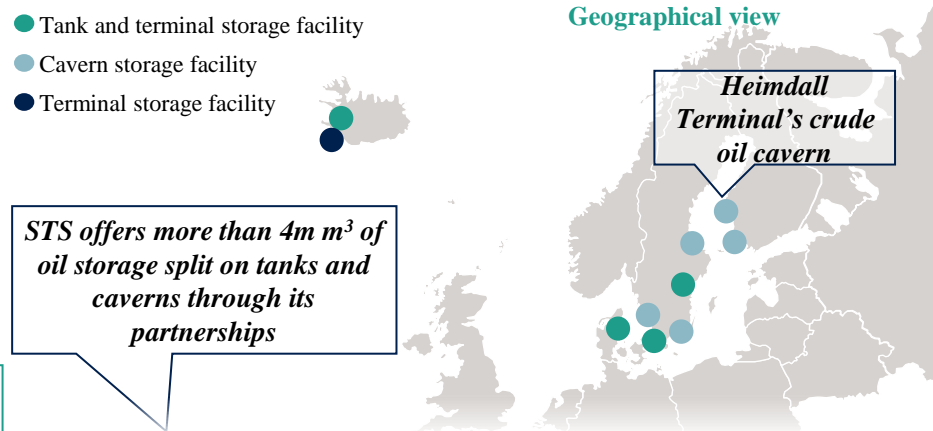 Geographical view
Tank and terminal storage facility
Cavern storage facility
Terminal storage facility
Heimdall
Terminal's crude
oil cavern
STS offers more than 4m m³ of
oil storage split on tanks and
caverns through its
partnerships